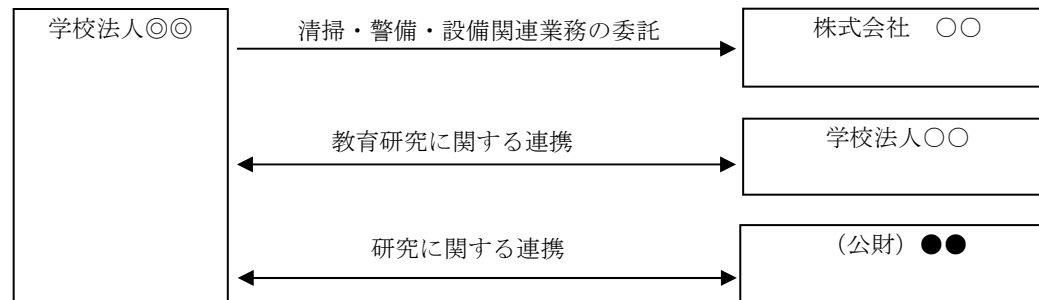 学校法人◎◎
清掃・警備・設備関連業務の委託
株式会社　○○
教育研究に関する連携
学校法人○○
研究に関する連携
（公財）●●